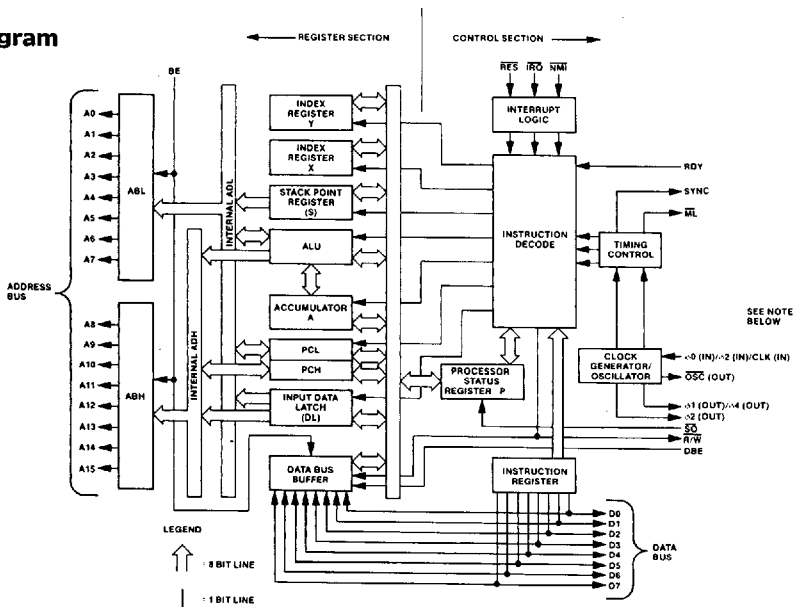 gram
REGISTER SECTION
CONTROL SECTION
BE
RES IRQ NMI
INTERRUPT
LOGIC
INDEX
REGISTER
Y
INDEX
REGISTER
X
STACK POINT
REGISTER
(S)
ALU
ACCUMULATOR
A
PCL
PCH
INPUT DATA
LATCH
(DL)
DATA BUS
BUFFER
INTERNAL ADL
INTERNAL ADH
A0
A1
A2
A3
A4
A5
A6
A7
ABL
ADDRESS
BUS
A8
A9
A10
A11
A12
A13
A14
A15
ABH
INSTRUCTION
DECODE
RDY
SYNC
ML
TIMING
CONTROL
SEE NOTE
BELOW
CLOCK
GENERATOR/
OSCILLATOR
ϕ0 (IN)/ϕ2 (IN)/CLK (IN)
OSC (OUT)
ϕ1 (OUT)/ϕ4 (OUT)
ϕ2 (OUT)
SO
R/W
DBE
PROCESSOR
STATUS
REGISTER P
INSTRUCTION
REGISTER
D0
D1
D2
D3
D4
D5
D6
D7
DATA
BUS
LEGEND
= 8 BIT LINE
= 1 BIT LINE